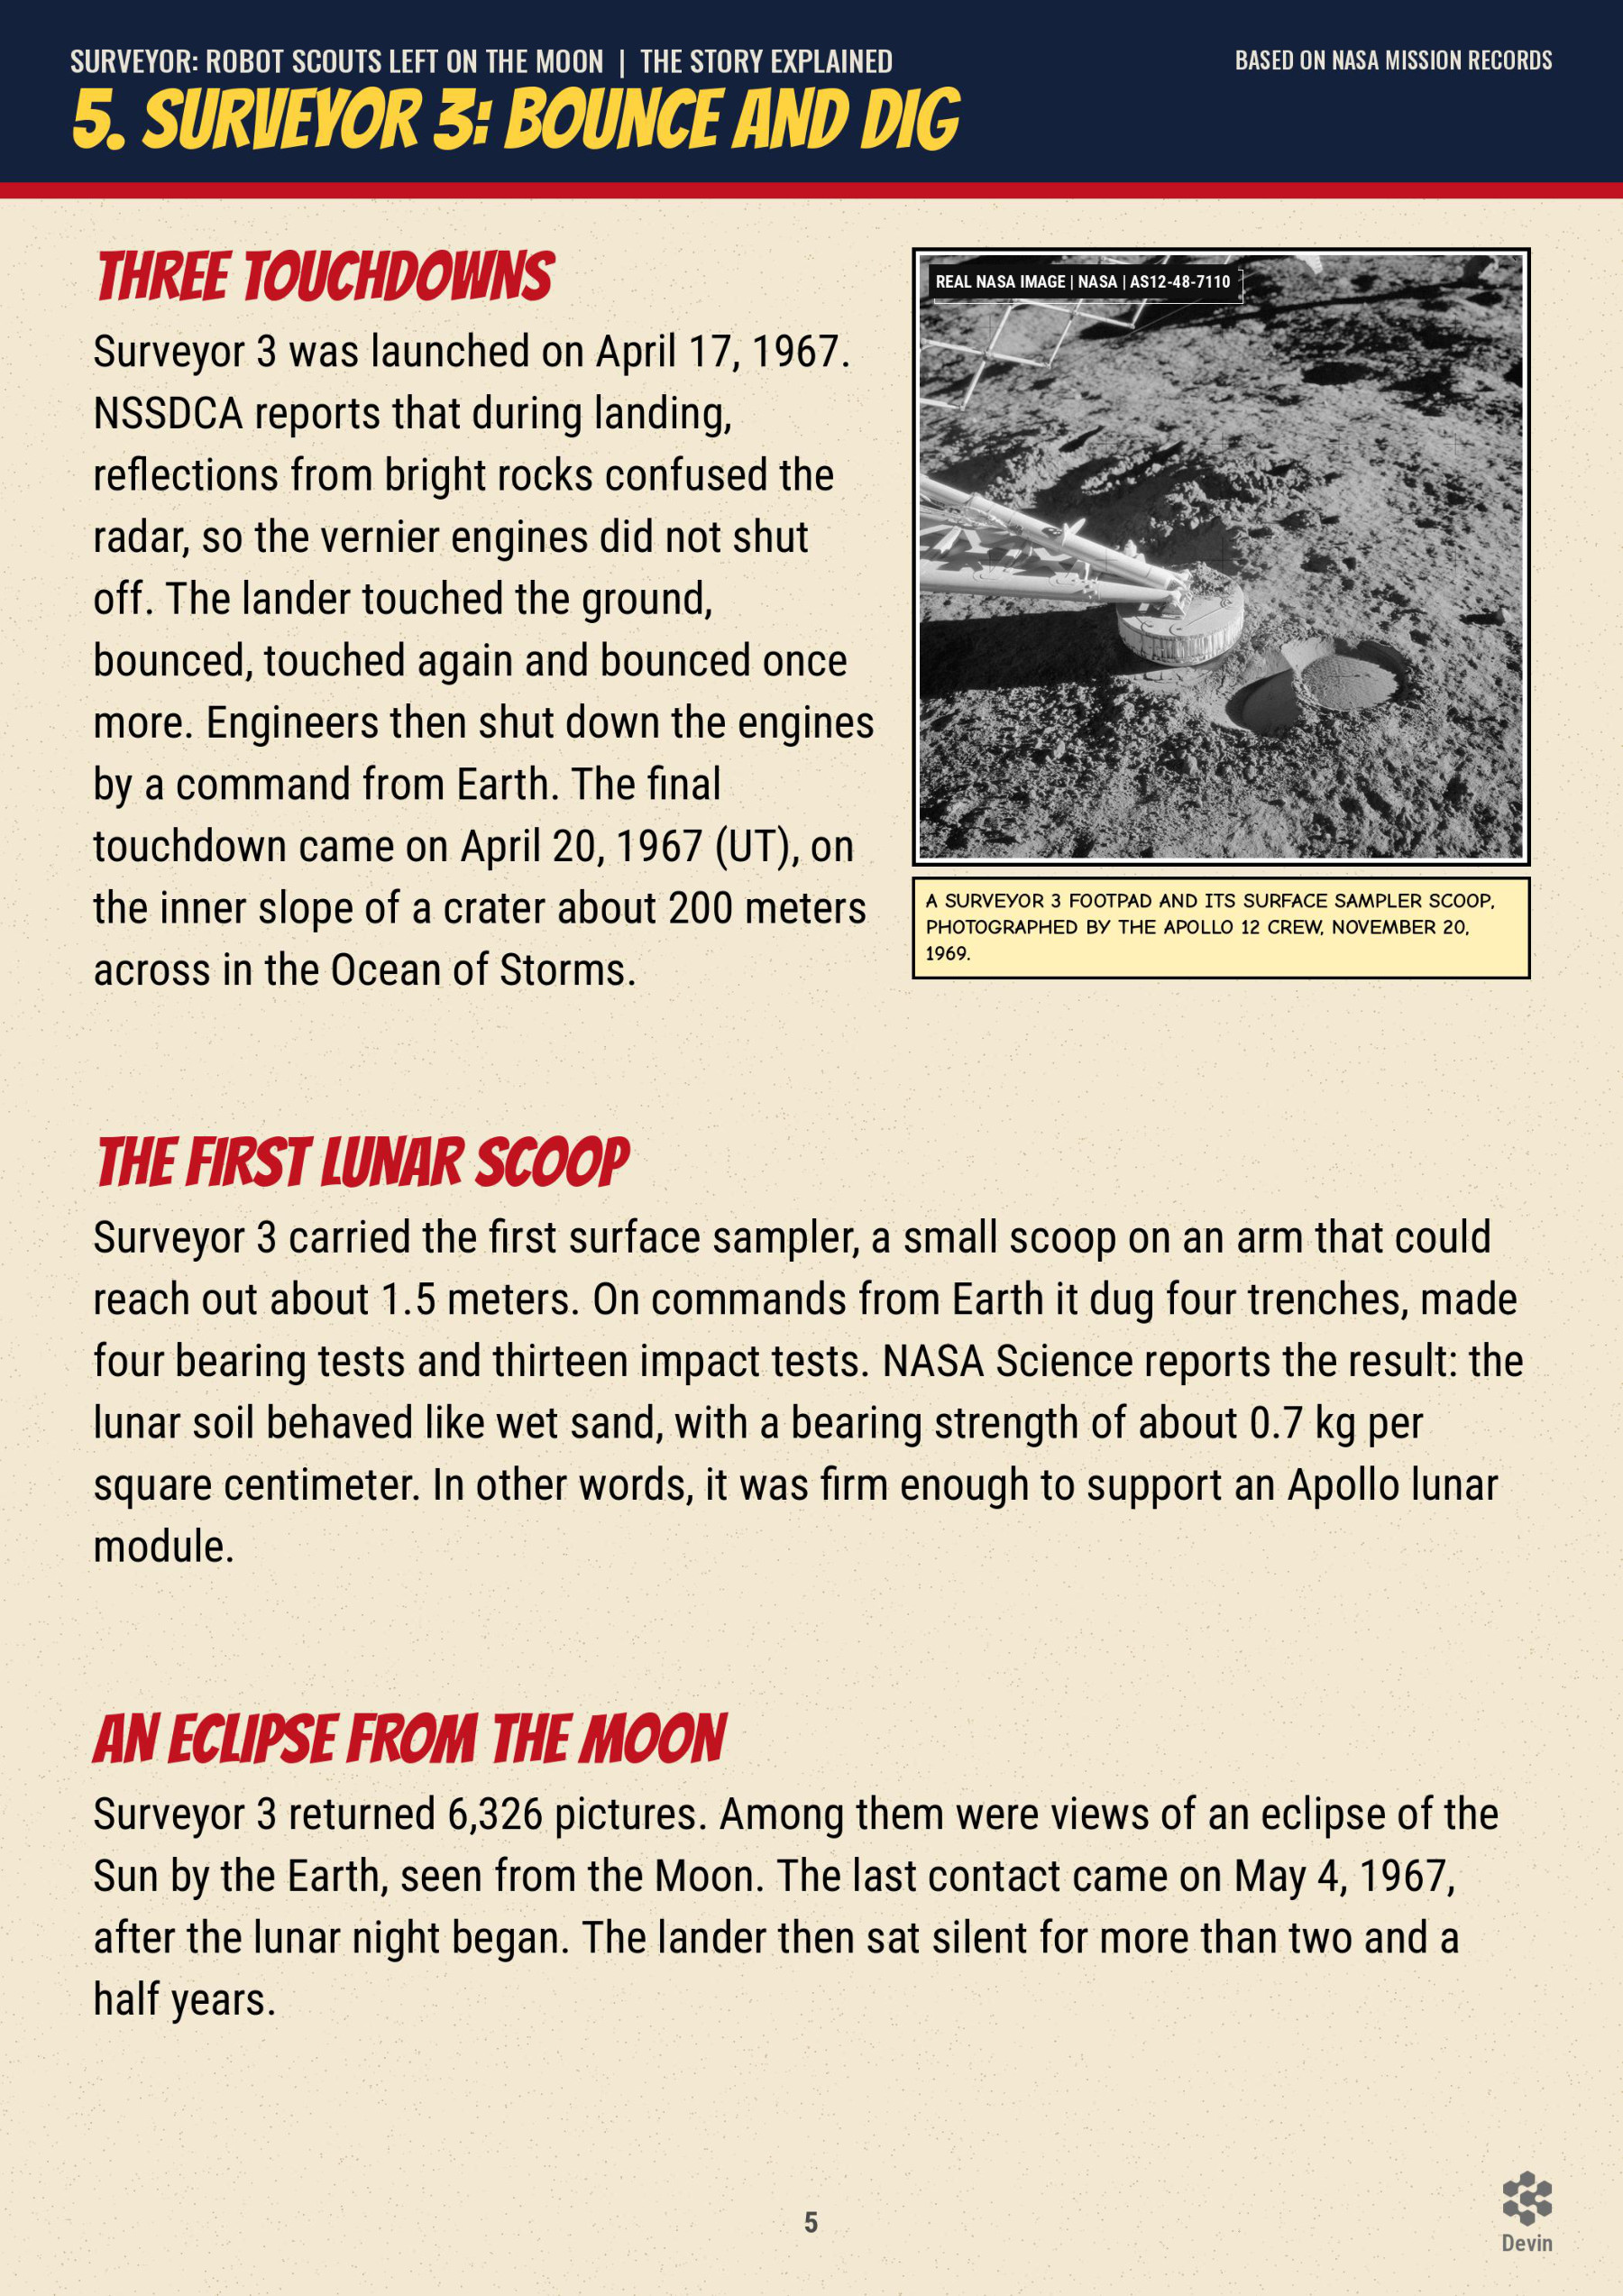 SURVEYOR: ROBOT SCOUTS LEFT ON THE MOON | THE STORY EXPLAINED
BASED ON NASA MISSION RECORDS
5. SURVEYOR 3: BOUNCE AND DIG
THREE TOUCHDOWNS
Surveyor 3 was launched on April 17, 1967.
NSSDCA reports that during landing,
reflections from bright rocks confused the
radar, so the vernier engines did not shut
off. The lander touched the ground,
bounced, touched again and bounced once
more. Engineers then shut down the engines
by a command from Earth. The final
touchdown came on April 20, 1967 (UT), on
the inner slope of a crater about 200 meters
across in the Ocean of Storms.
REAL NASA IMAGE | NASA | AS12-48-7110
A SURVEYOR 3 FOOTPAD AND ITS SURFACE SAMPLER SCOOP,
PHOTOGRAPHED BY THE APOLLO 12 CREW, NOVEMBER 20,
1969.
THE FIRST LUNAR SCOOP
Surveyor 3 carried the first surface sampler, a small scoop on an arm that could
reach out about 1.5 meters. On commands from Earth it dug four trenches, made
four bearing tests and thirteen impact tests. NASA Science reports the result: the
lunar soil behaved like wet sand, with a bearing strength of about 0.7 kg per
square centimeter. In other words, it was firm enough to support an Apollo lunar
module.
AN ECLIPSE FROM THE MOON
Surveyor 3 returned 6,326 pictures. Among them were views of an eclipse of the
Sun by the Earth, seen from the Moon. The last contact came on May 4, 1967,
after the lunar night began. The lander then sat silent for more than two and a
half years.
5
Devin